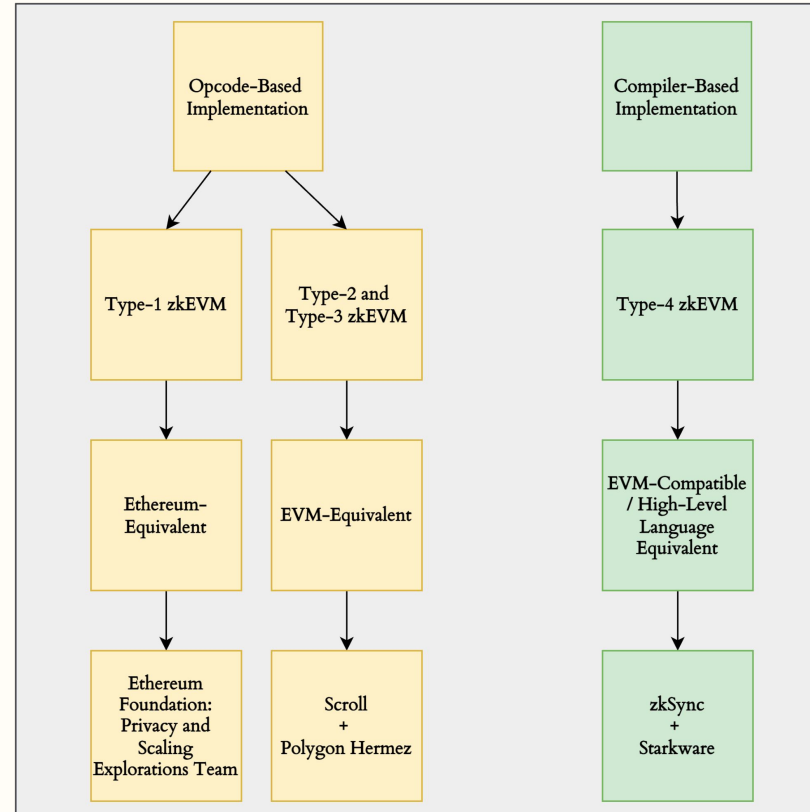 Opcode-Based
Implementation
Compiler-Based
Implementation
Type-1 zkEVM
Type-2 and
Type-3 zkEVM
Type-4 zkEVM
Ethereum-
Equivalent
EVM-Equivalent
EVM-Compatible
/ High-Level
Language
Equivalent
Ethereum
Foundation:
Privacy and
Scaling
Explorations Team
Scroll
+
Polygon Hermez
zkSync
+
Starkware